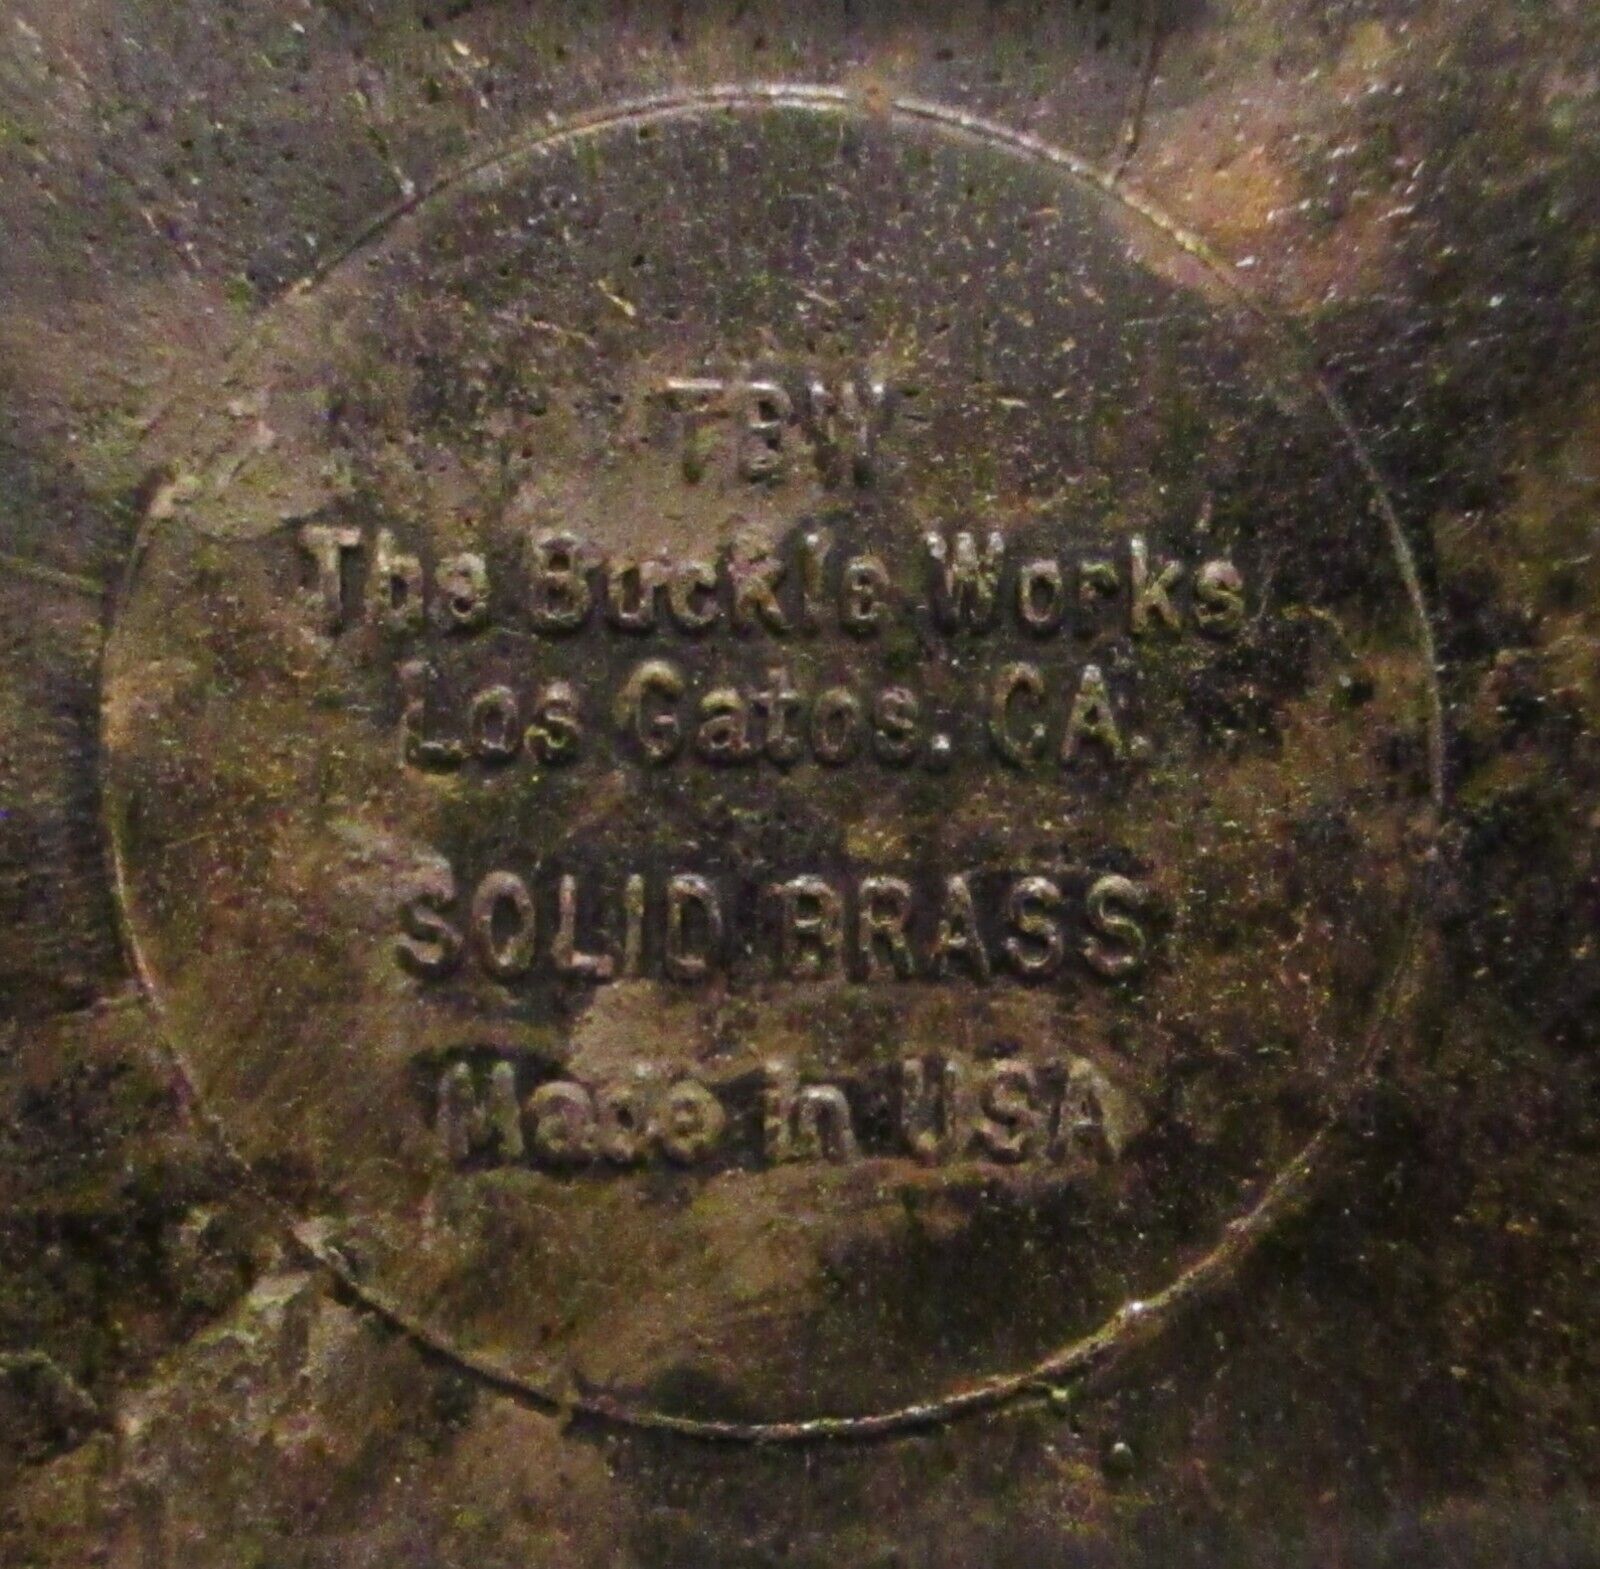 TBW
The Buckle Works
Los Gatos, CA.
SOLID BRASS
Made in USA